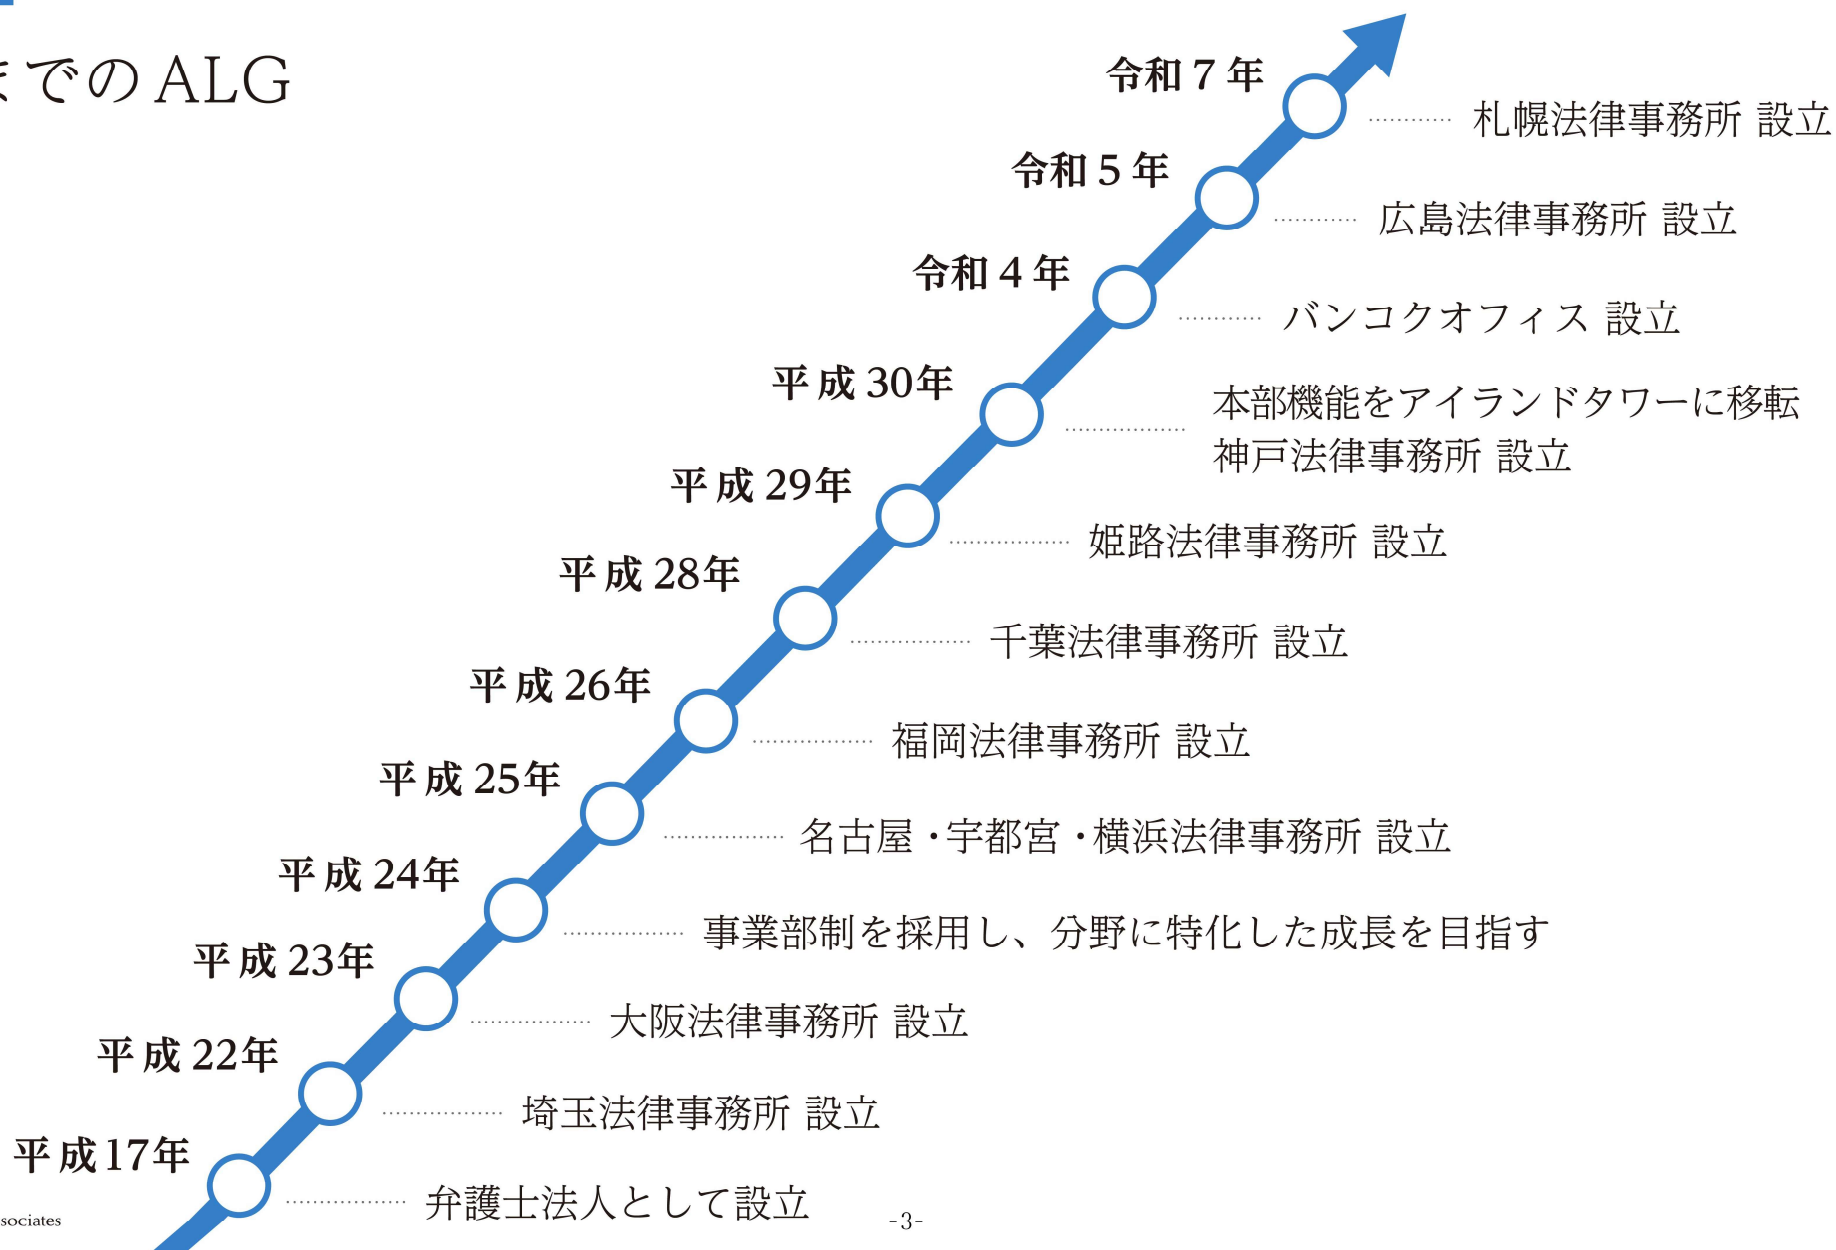 までの ALG
令和 7 年
札幌法律事務所 設立
令和 5 年
広島法律事務所 設立
令和 4 年
バンコクオフィス 設立
平成 30年
本部機能をアイランドタワーに移転
神戸法律事務所 設立
平成 29年
姫路法律事務所 設立
平成 28年
千葉法律事務所 設立
平成 26年
福岡法律事務所 設立
平成 25年
名古屋・宇都宮・横浜法律事務所 設立
平成 24年
事業部制を採用し、分野に特化した成長を目指す
平成 23年
大阪法律事務所 設立
平成 22年
埼玉法律事務所 設立
平成 17年
弁護士法人として設立
sociates
-3-